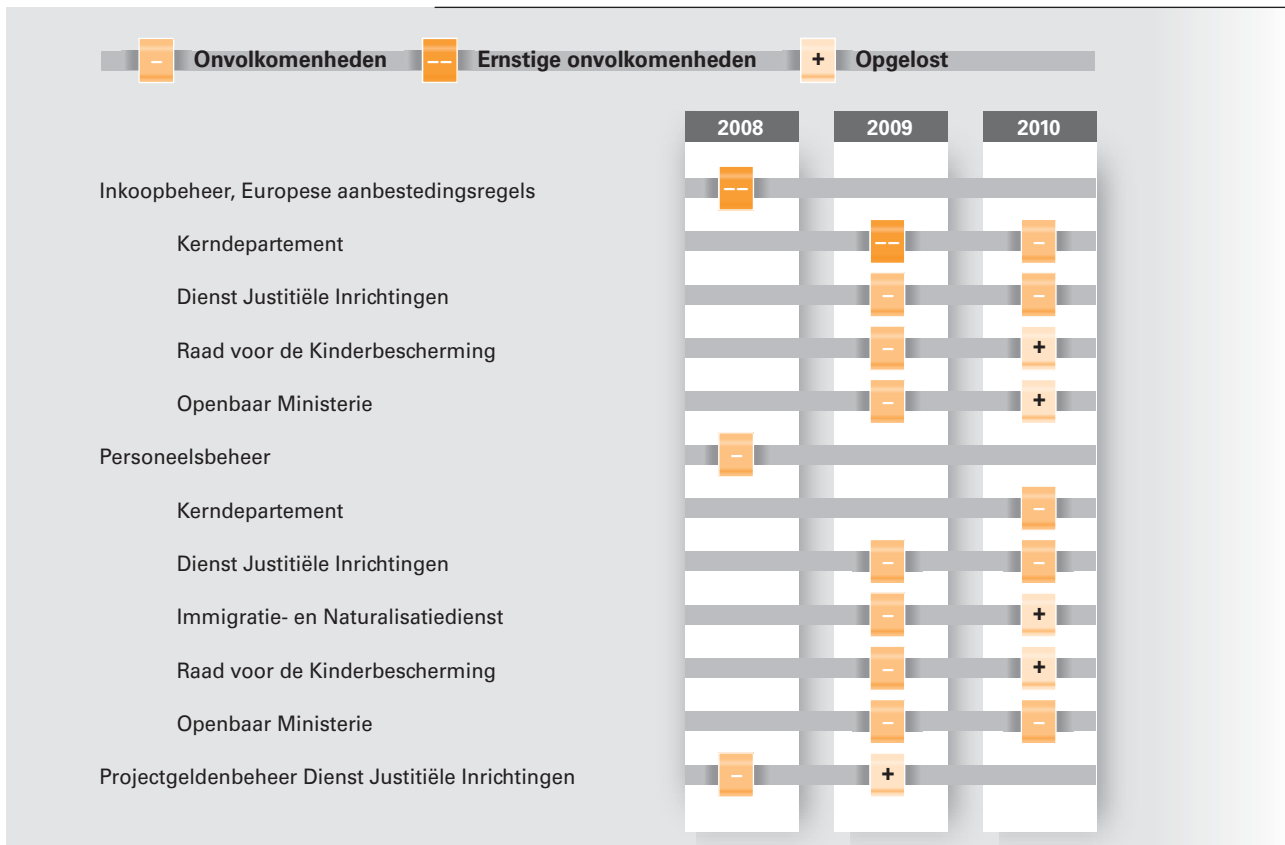 – Onvolkomenheden –– Ernstige onvolkomenheden + Opgelost
2008 2009 2010
Inkoopbeheer, Europese aanbestedingsregels ––
Kerndepartement –– –
Dienst Justitiële Inrichtingen – –
Raad voor de Kinderbescherming – +
Openbaar Ministerie – +
Personeelsbeheer –
Kerndepartement –
Dienst Justitiële Inrichtingen – –
Immigratie- en Naturalisatiedienst – +
Raad voor de Kinderbescherming – +
Openbaar Ministerie – –
Projectgeldenbeheer Dienst Justitiële Inrichtingen – +